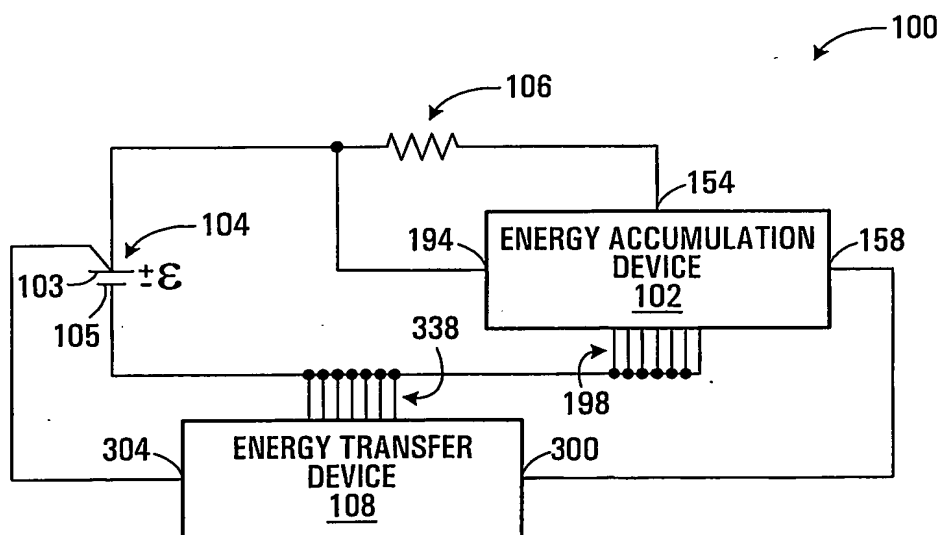 100
106
154
104
194
ENERGY ACCUMULATION
DEVICE
102
158
103
±ε
105
338
198
304
ENERGY TRANSFER
DEVICE
108
300